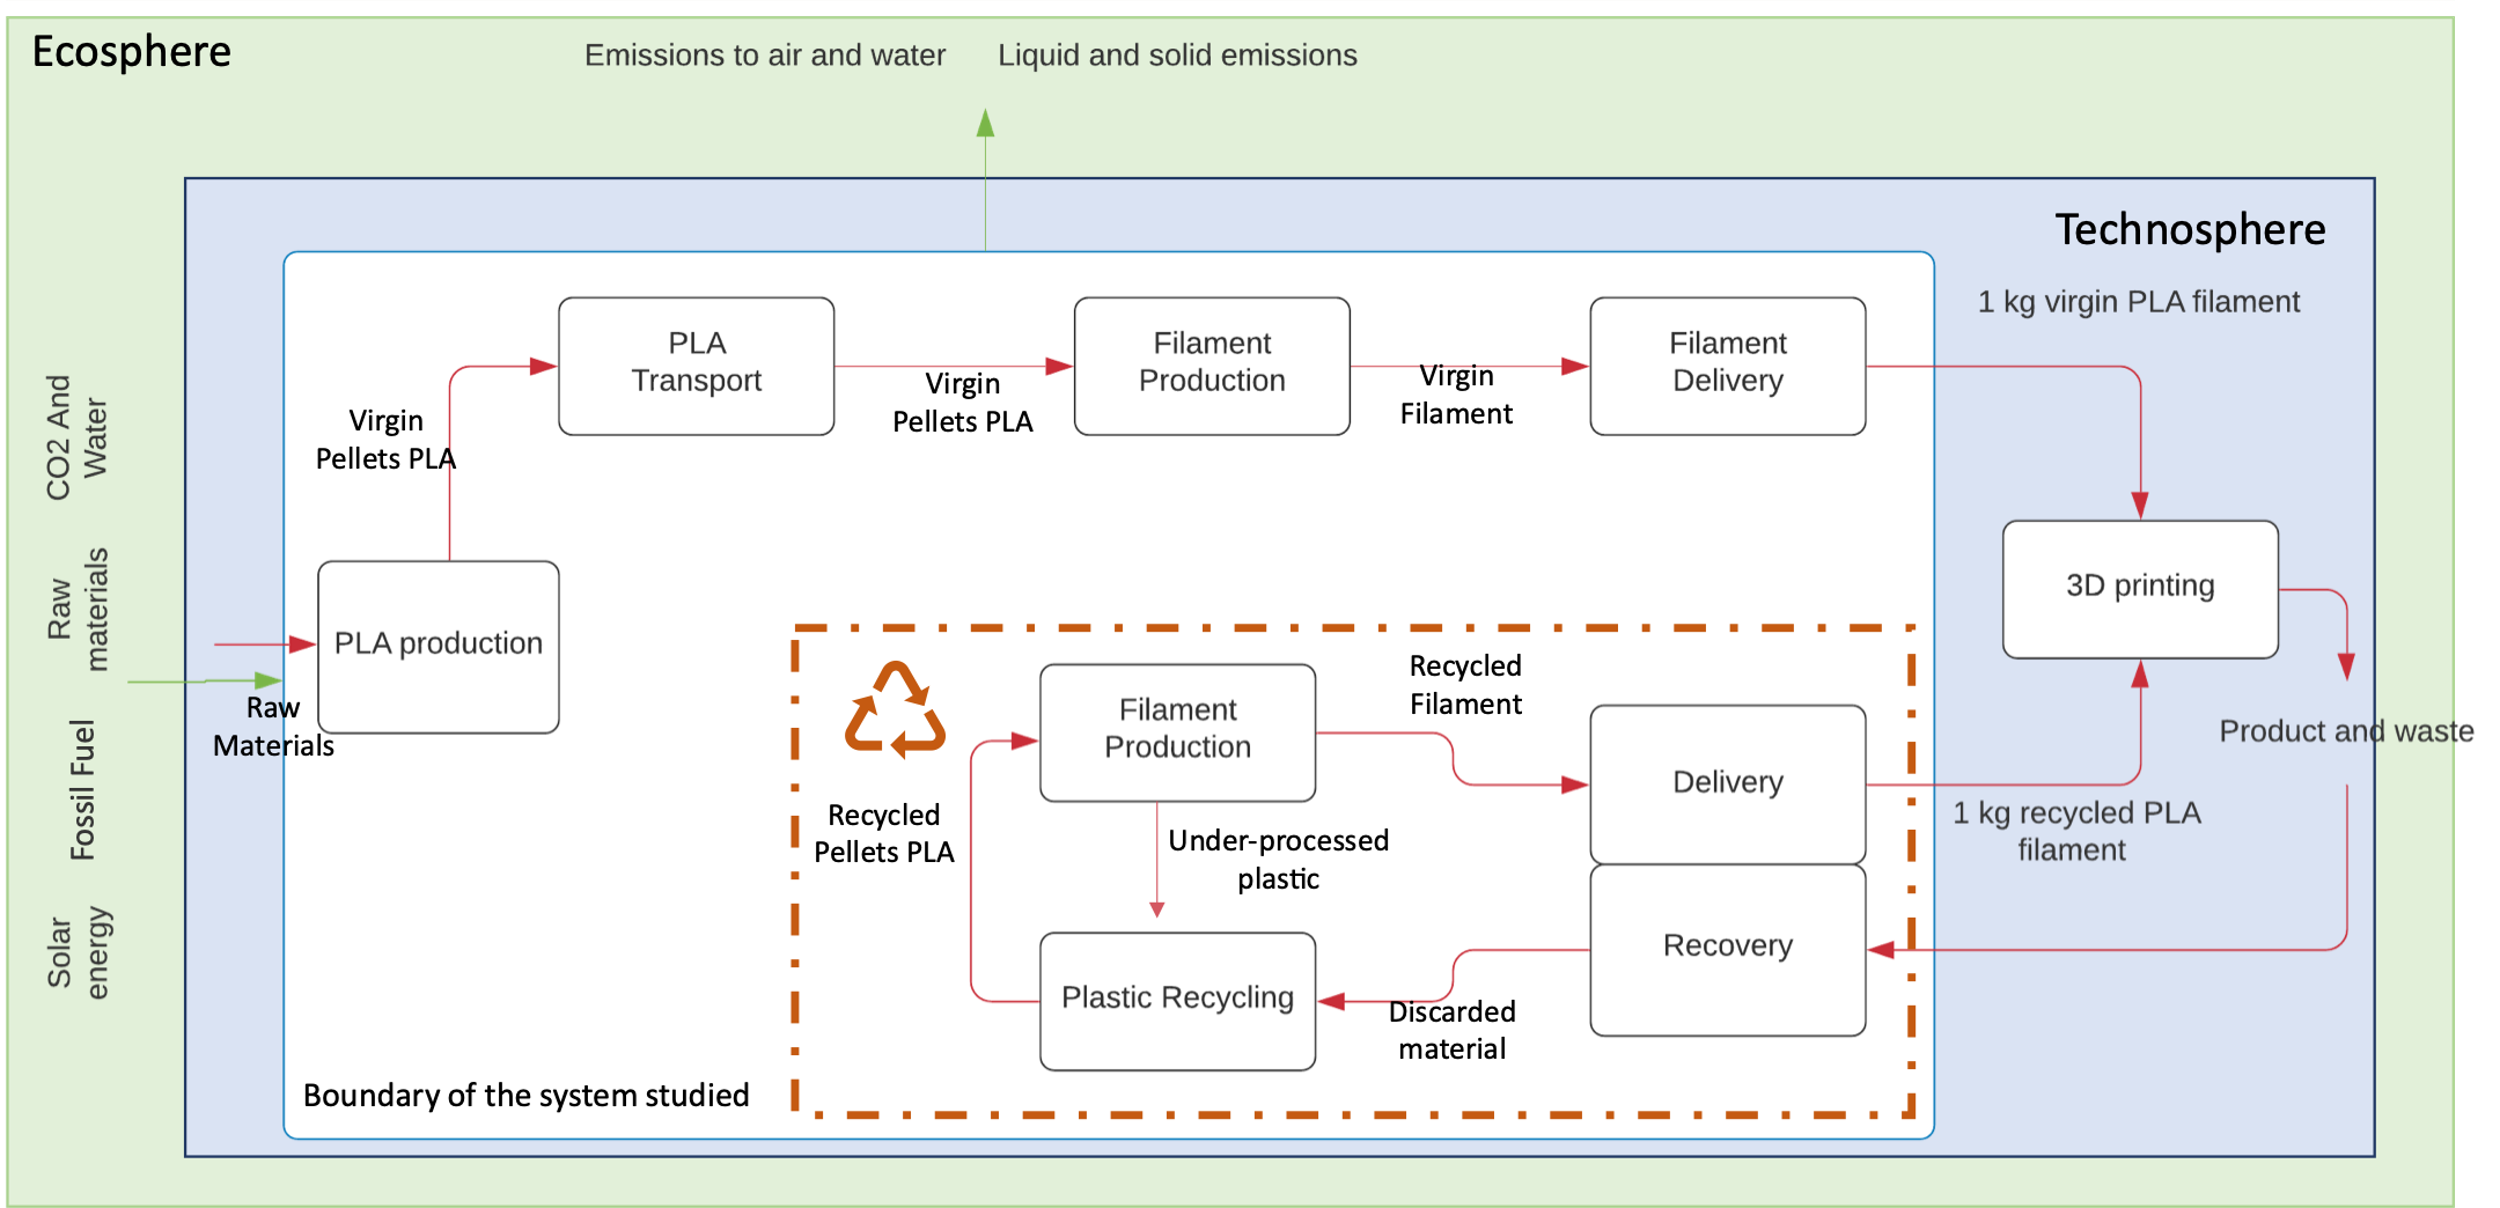 Ecosphere
Emissions to air and water
Liquid and solid emissions
Technosphere
1 kg virgin PLA filament
PLA
Transport
Filament
Production
Filament
Delivery
Virgin
Pellets PLA
Virgin
Pellets PLA
Virgin
Filament
CO2 And
Water
Raw
materials
Fossil Fuel
Solar
energy
PLA production
Raw
Materials
3D printing
Product and waste
Recycled
Filament
Filament
Production
Delivery
Recycled
Pellets PLA
Under-processed
plastic
1 kg recycled PLA
filament
Recovery
Plastic Recycling
Discarded
material
Boundary of the system studied